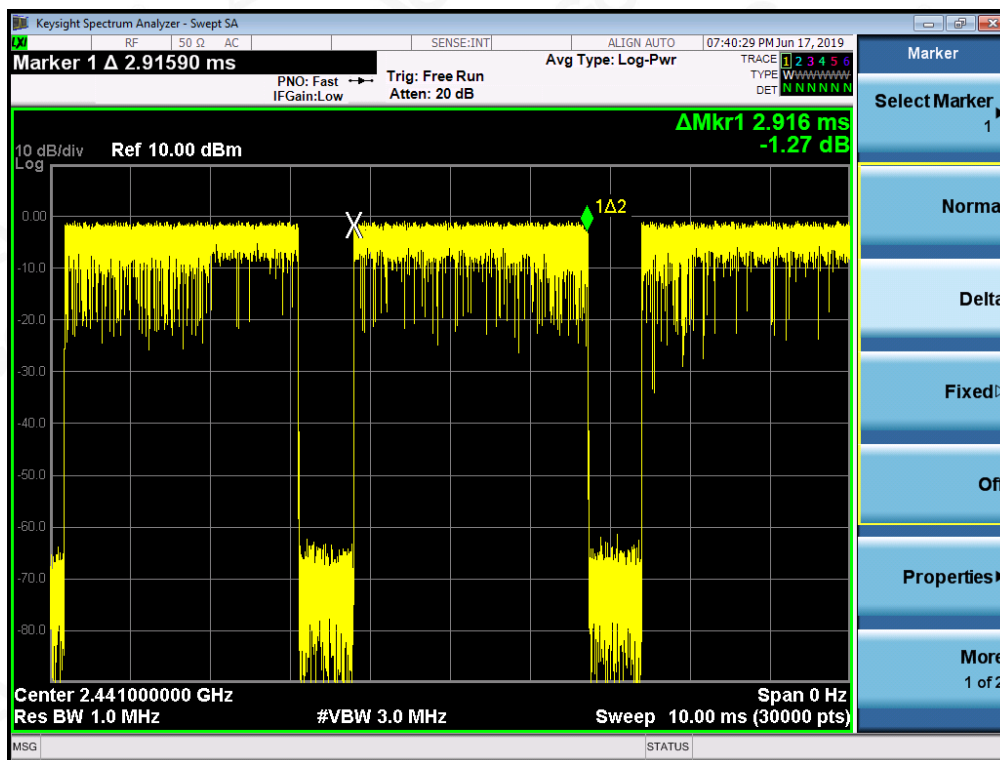 Keysight Spectrum Analyzer - Swept SA
LXI RF 50 Ω AC SENSE:INT ALIGN AUTO 07:40:29 PM Jun 17, 2019
Marker 1 Δ 2.91590 ms
PNO: Fast
IFGain:Low
Trig: Free Run
Atten: 20 dB
Avg Type: Log-Pwr
TRACE 1 2 3 4 5 6
TYPE WWWWWW
DET N N N N N N
ΔMkr1 2.916 ms
-1.27 dB
10 dB/div Ref 10.00 dBm
Log
0.00
-10.0
-20.0
-30.0
-40.0
-50.0
-60.0
-70.0
-80.0
X
1Δ2
Center 2.441000000 GHz Span 0 Hz
Res BW 1.0 MHz #VBW 3.0 MHz Sweep 10.00 ms (30000 pts)
MSG STATUS
Marker
Select Marker
1
Norma
Delta
Fixed
Off
Properties
More
1 of 2